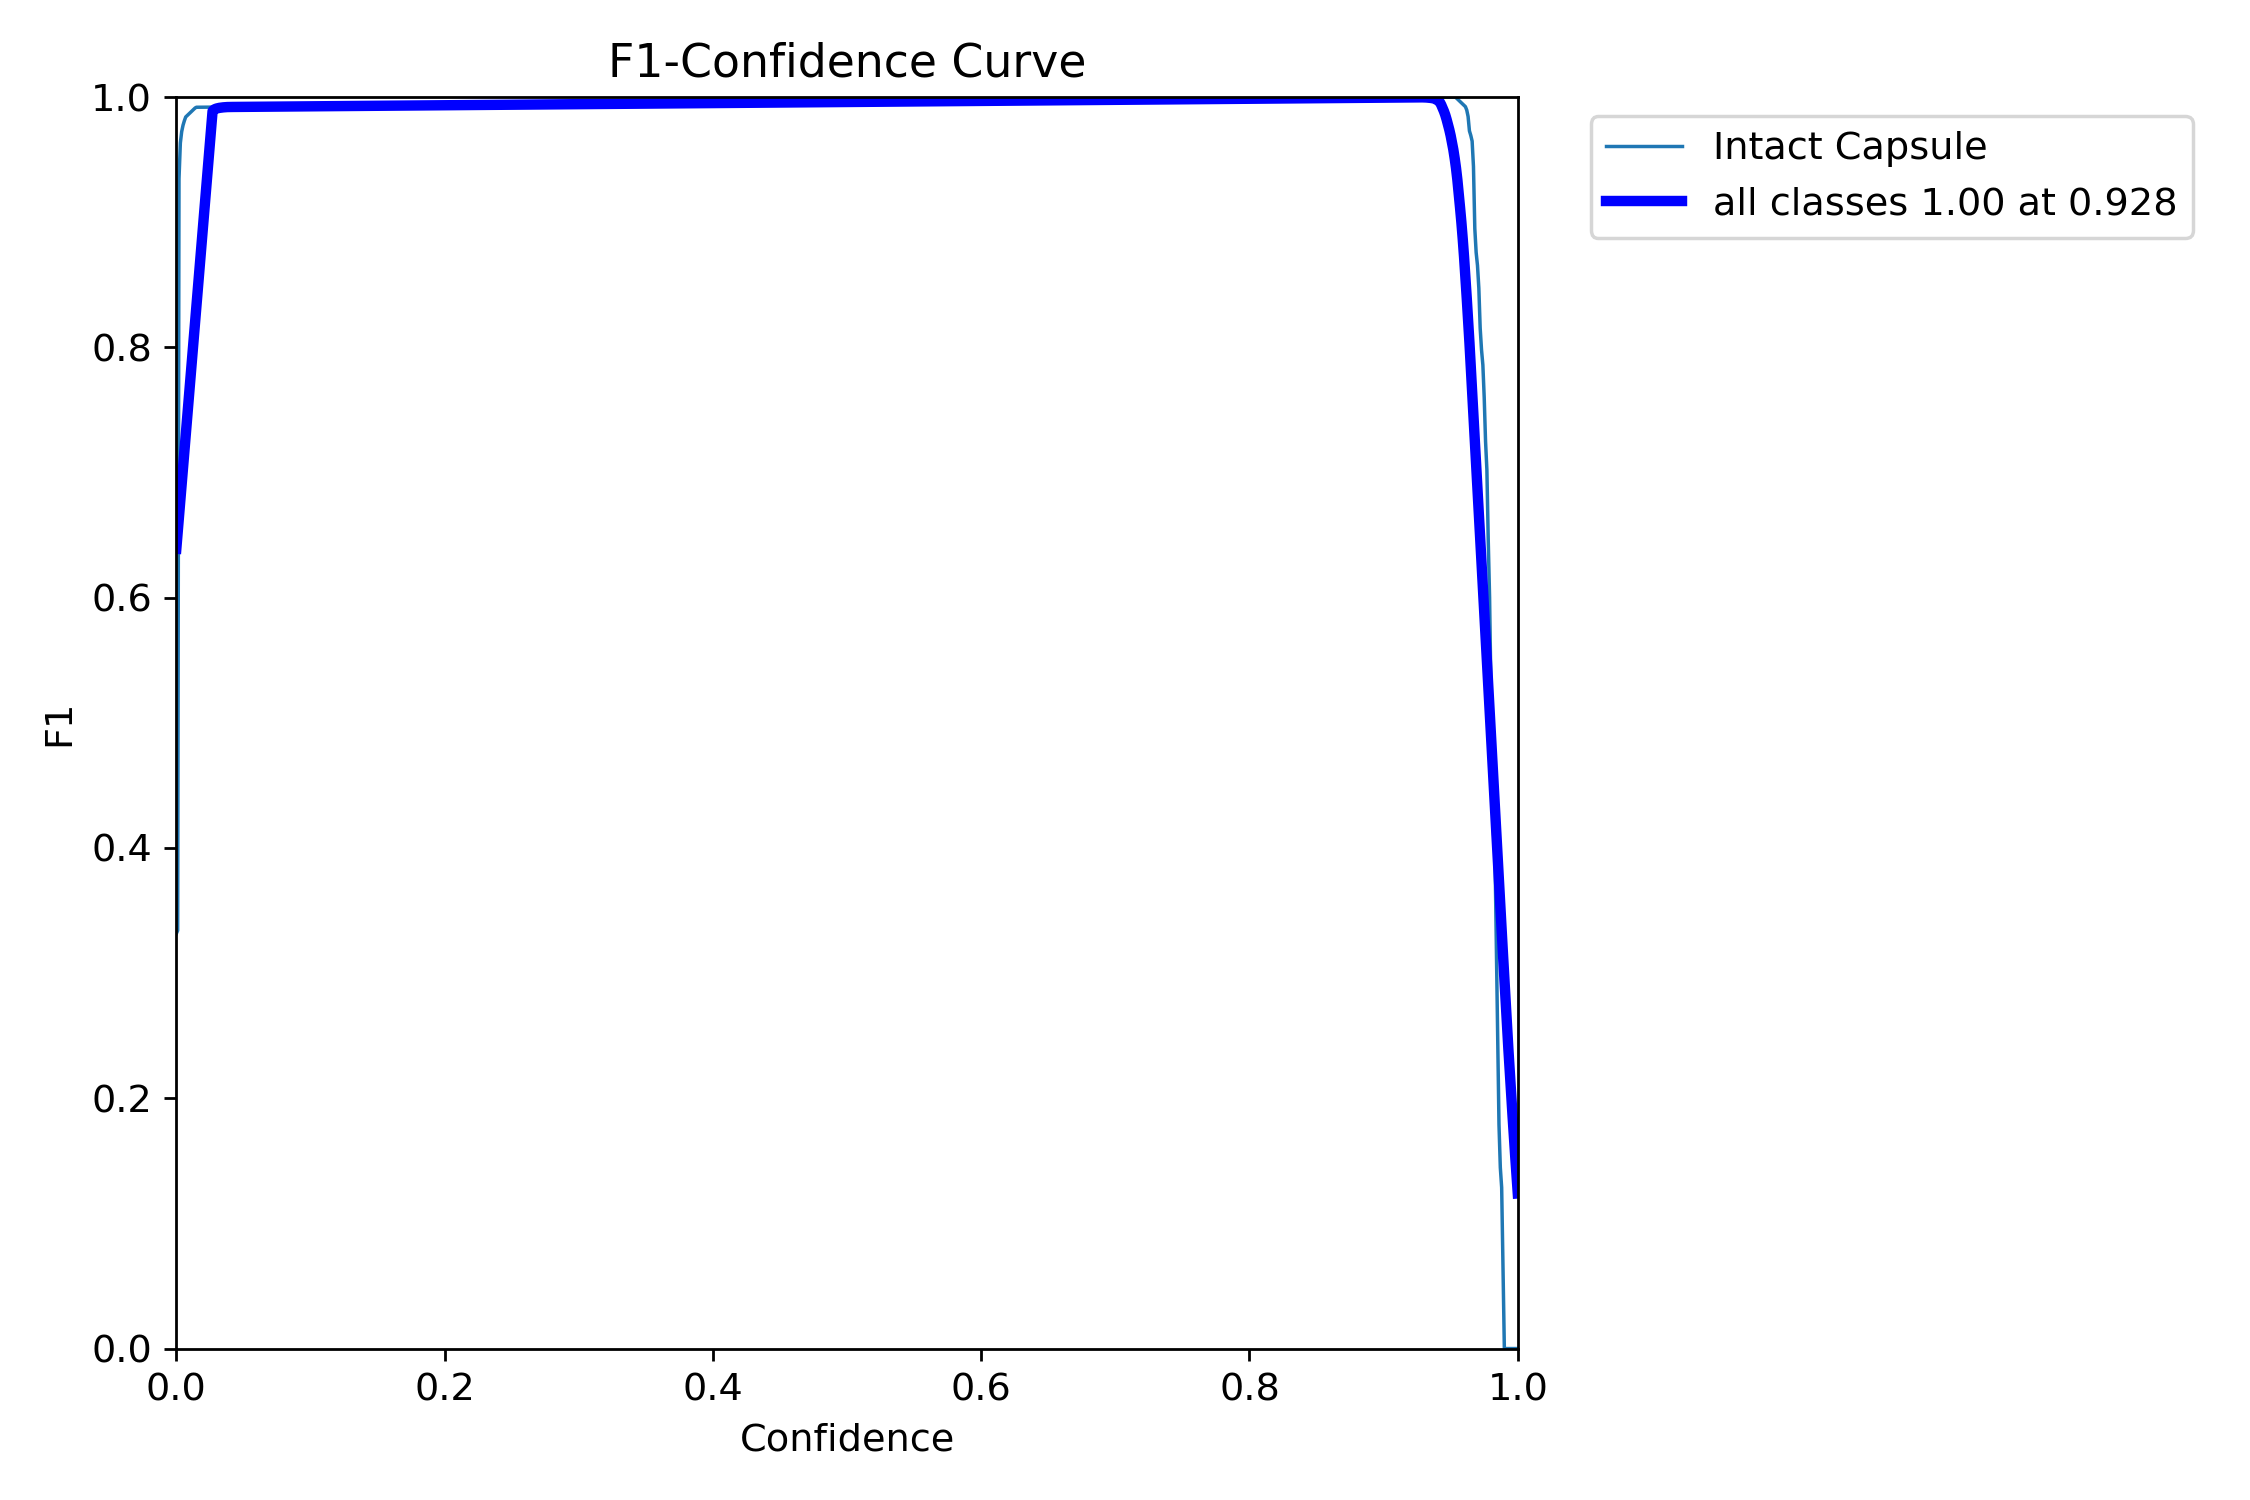 F1-Confidence Curve
1.0
0.8
0.6
0.4
0.2
0.0
F1
0.0 0.2 0.4 0.6 0.8 1.0
Confidence
Intact Capsule
all classes 1.00 at 0.928